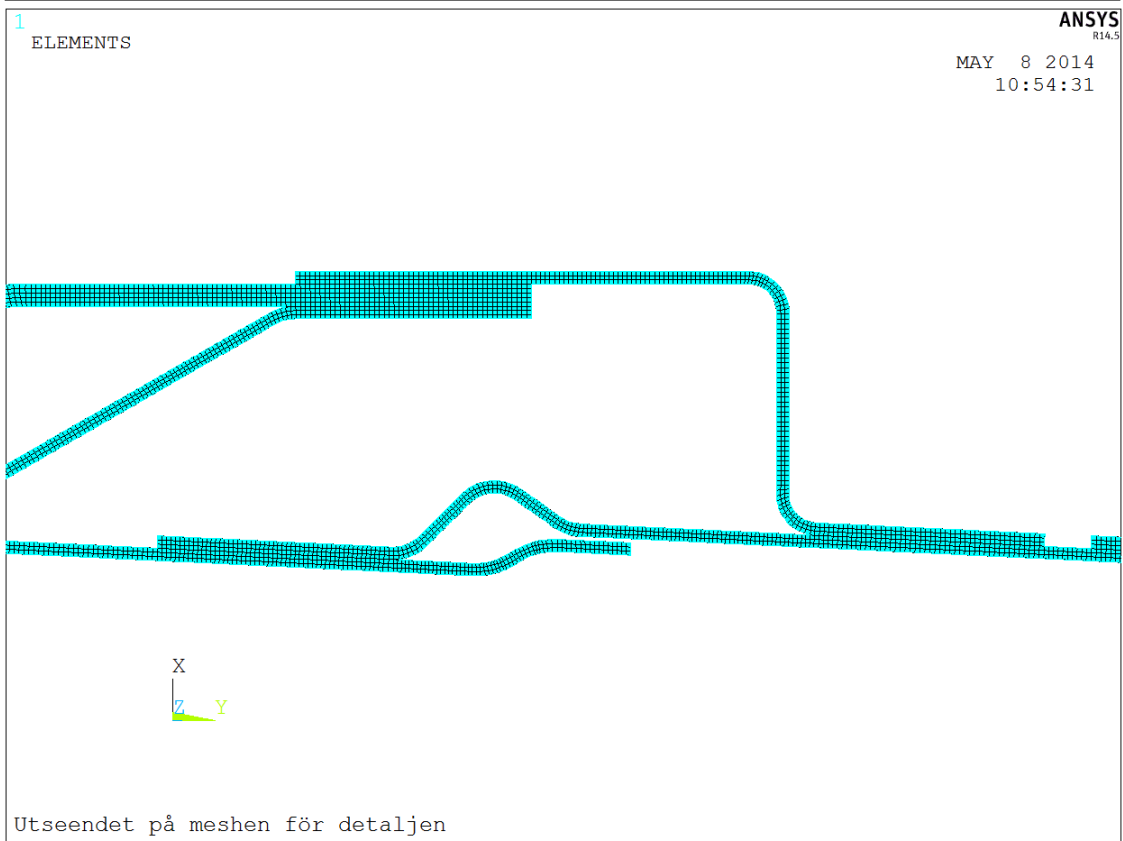 1
ELEMENTS
ANSYS
R14.5
MAY 8 2014
10:54:31
X
Z Y
Utseendet på meshen för detaljen